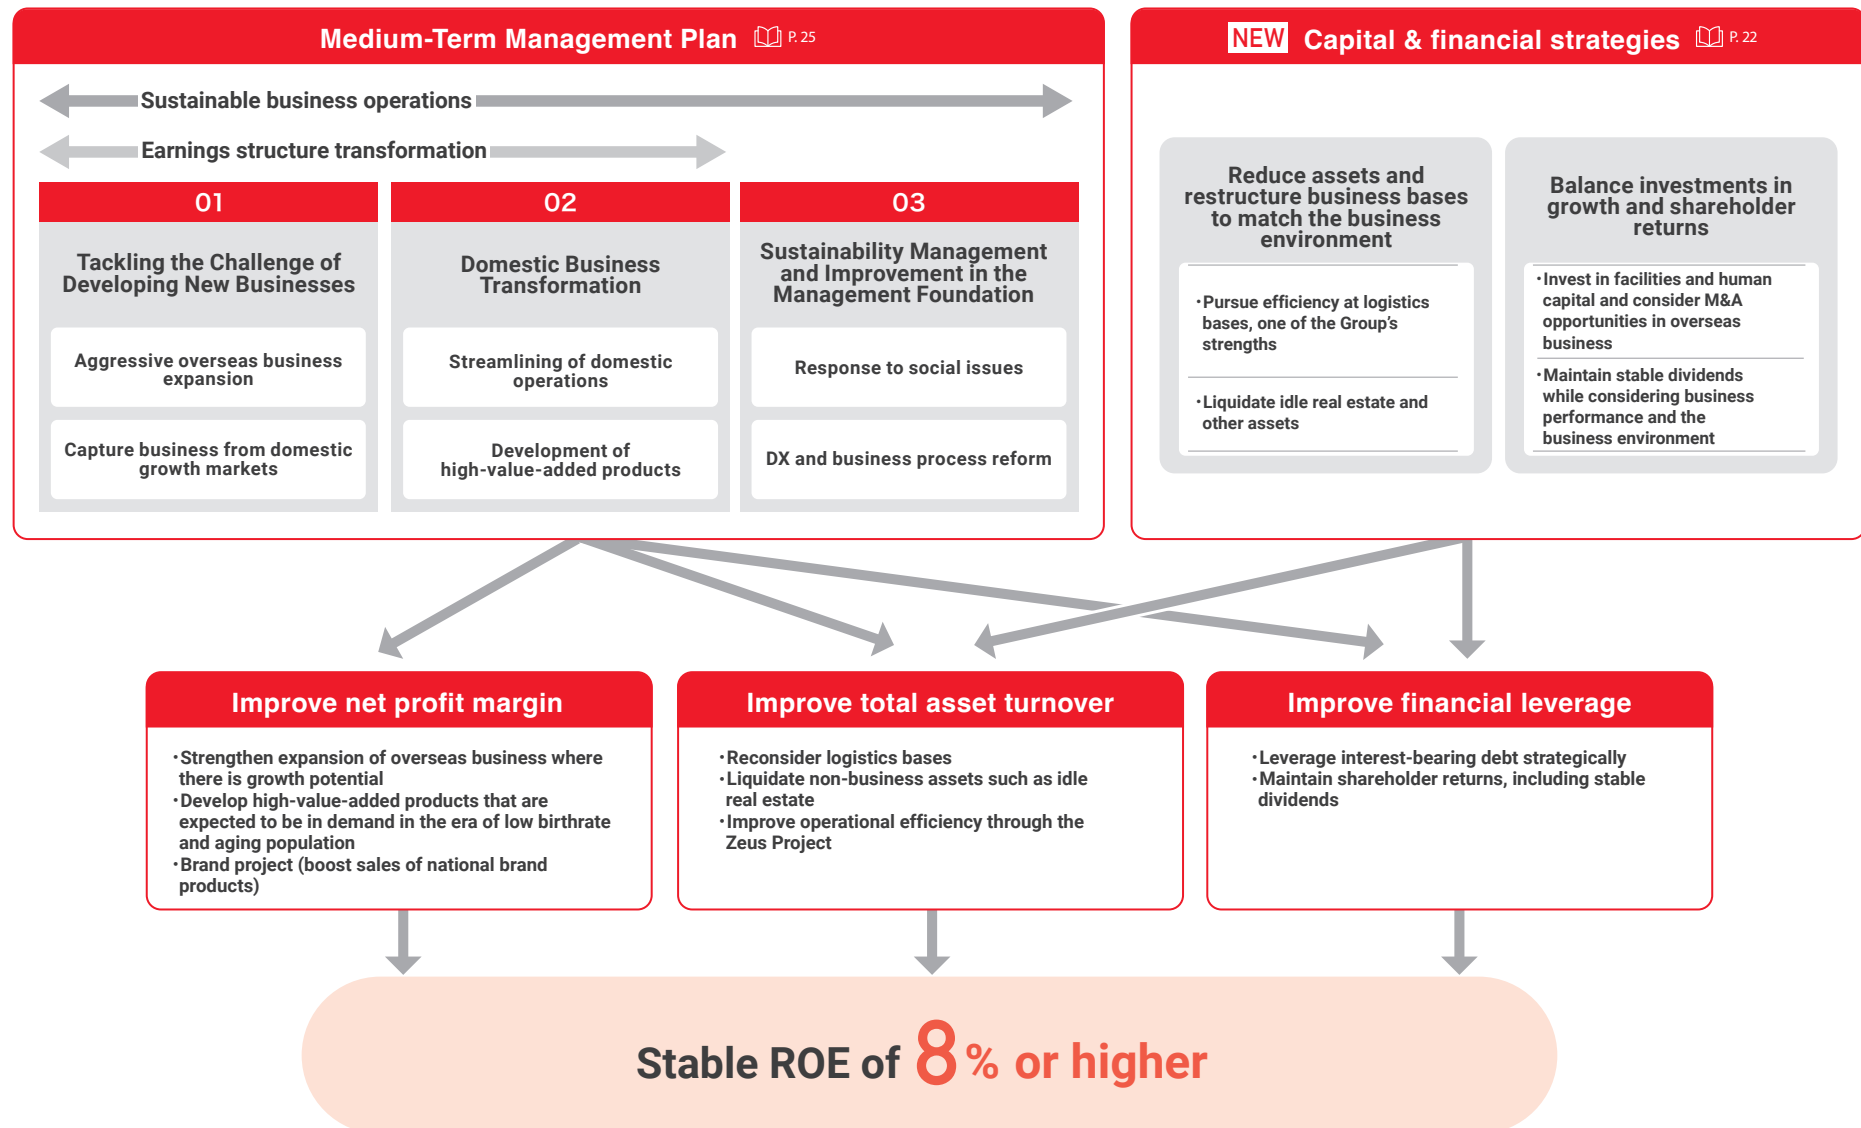 Medium-Term Management Plan P. 25
Sustainable business operations
Earnings structure transformation
01
Tackling the Challenge of
Developing New Businesses
Aggressive overseas business
expansion
Capture business from domestic
growth markets
02
Domestic Business
Transformation
Streamlining of domestic
operations
Development of
high-value-added products
03
Sustainability Management
and Improvement in the
Management Foundation
Response to social issues
DX and business process reform
NEW Capital & financial strategies P. 22
Reduce assets and
restructure business bases
to match the business
environment
・Pursue efficiency at logistics
bases, one of the Group's
strengths
・Liquidate idle real estate and
other assets
Balance investments in
growth and shareholder
returns
・Invest in facilities and human
capital and consider M&A
opportunities in overseas
business
・Maintain stable dividends
while considering business
performance and the
business environment
Improve net profit margin
・Strengthen expansion of overseas business where
there is growth potential
・Develop high-value-added products that are
expected to be in demand in the era of low birthrate
and aging population
・Brand project (boost sales of national brand
products)
Improve total asset turnover
・Reconsider logistics bases
・Liquidate non-business assets such as idle
real estate
・Improve operational efficiency through the
Zeus Project
Improve financial leverage
・Leverage interest-bearing debt strategically
・Maintain shareholder returns, including stable
dividends
Stable ROE of 8% or higher